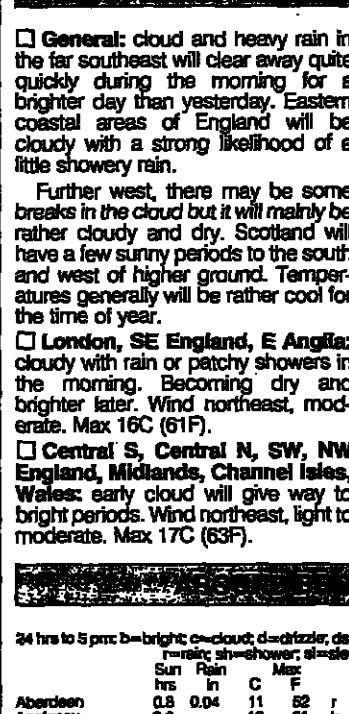 ☐ General: cloud and heavy rain in
the far southeast will clear away quite
quickly during the morning for a
brighter day than yesterday. Eastern
coastal areas of England will be
cloudy with a strong likelihood of a
little showery rain.
Further west, there may be some
breaks in the cloud but it will mainly be
rather cloudy and dry. Scotland will
have a few sunny periods to the south
and west of higher ground. Temper-
atures generally will be rather cool for
the time of year.
☐ London, SE England, E Anglia:
cloudy with rain or patchy showers in
the morning. Becoming dry and
brighter later. Wind northeast, mod-
erate. Max 16C (61F).
☐ Central S, Central N, SW, NW
England, Midlands, Channel Isles,
Wales: early cloud will give way to
bright periods. Wind northeast, light to
moderate. Max 17C (63F).
24 hrs to 5 pm: b=bright; c=cloud; d=drizzle; ds
r=rain; sh=shower; sl=sle
Sun Rain Max
hrs in C F
Aberdeen 0.8 0.04 11 52 r